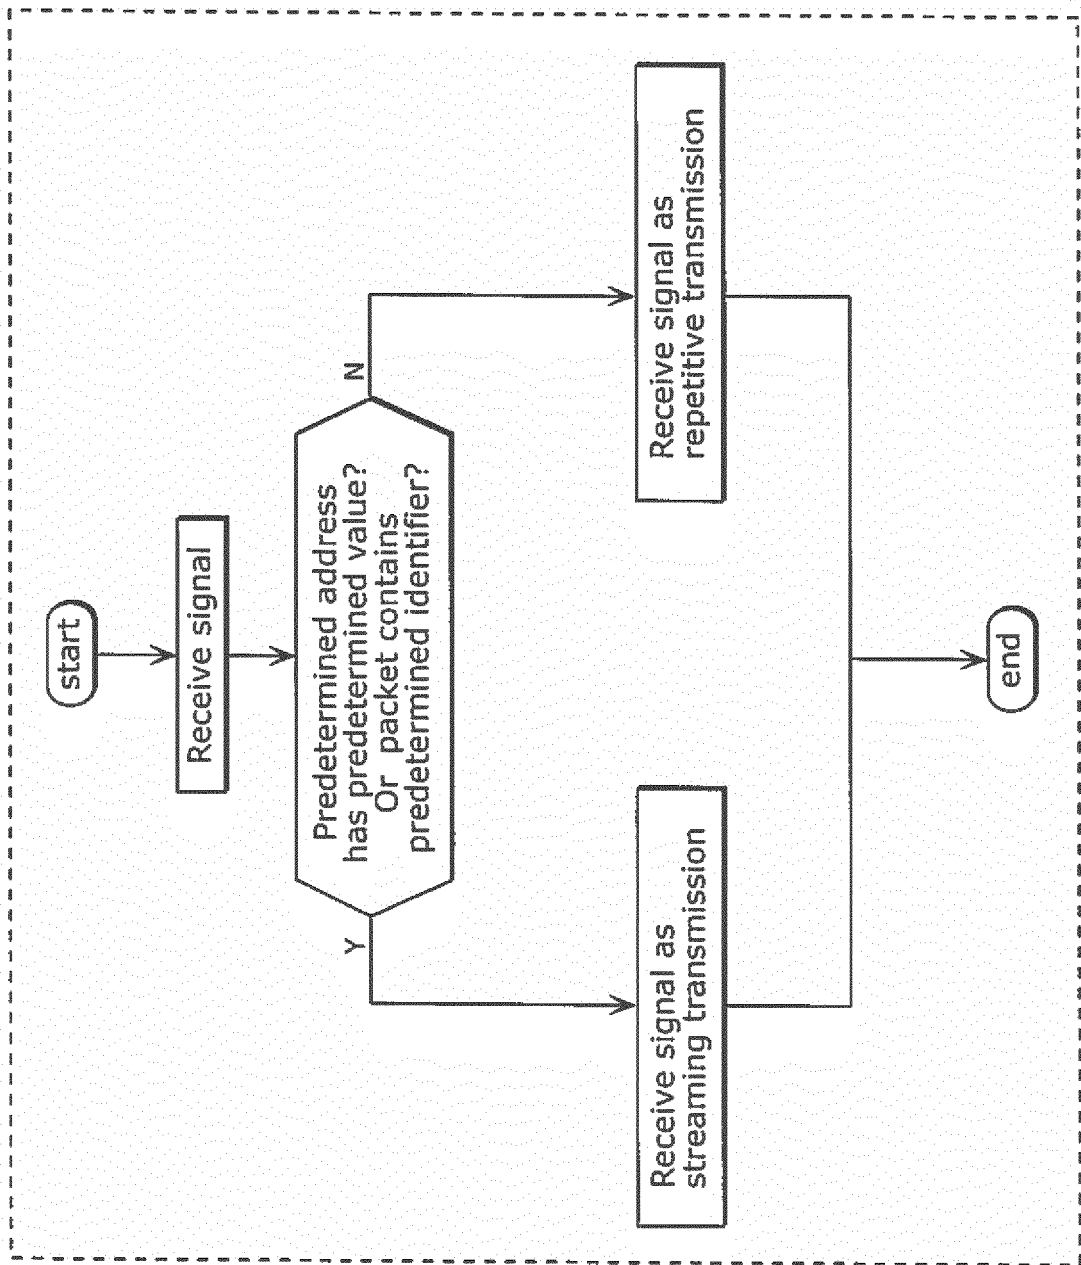 start
Receive signal
Predetermined address
has predetermined value?
Or packet contains
predetermined identifier?
Y
N
Receive signal as
streaming transmission
Receive signal as
repetitive transmission
end